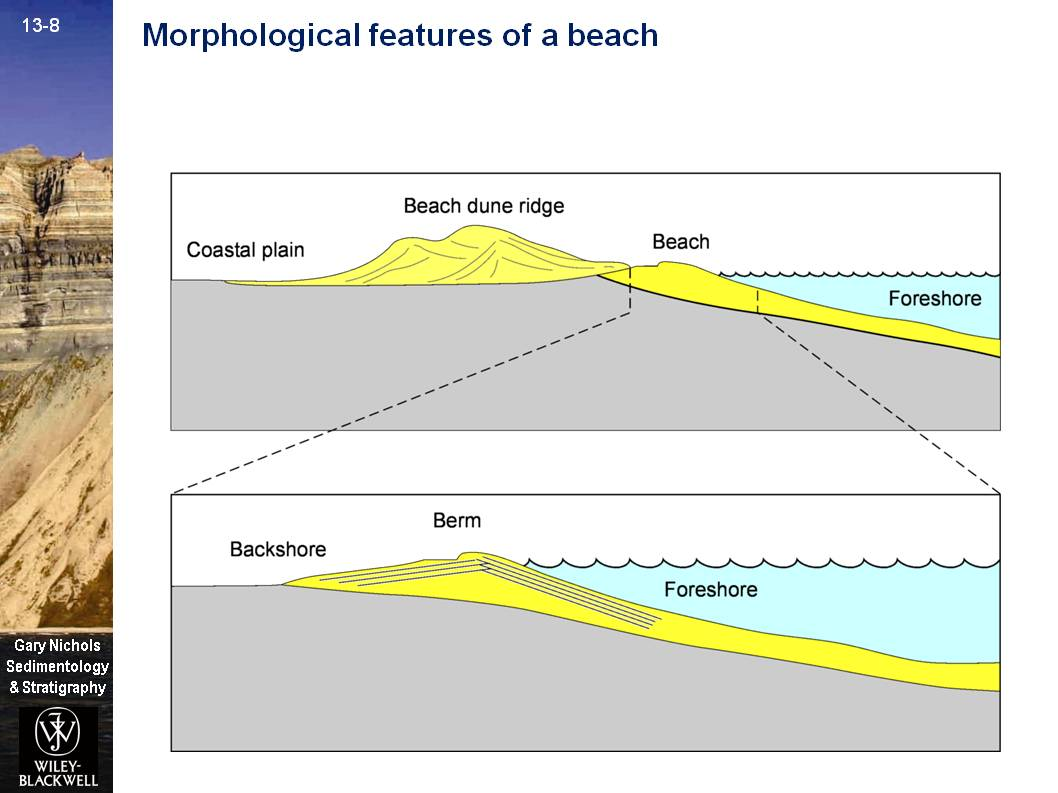 13-8
Morphological features of a beach
Beach dune ridge
Coastal plain
Beach
Foreshore
Berm
Backshore
Foreshore
Gary Nichols
Sedimentology
& Stratigraphy
WILEY-
BLACKWELL